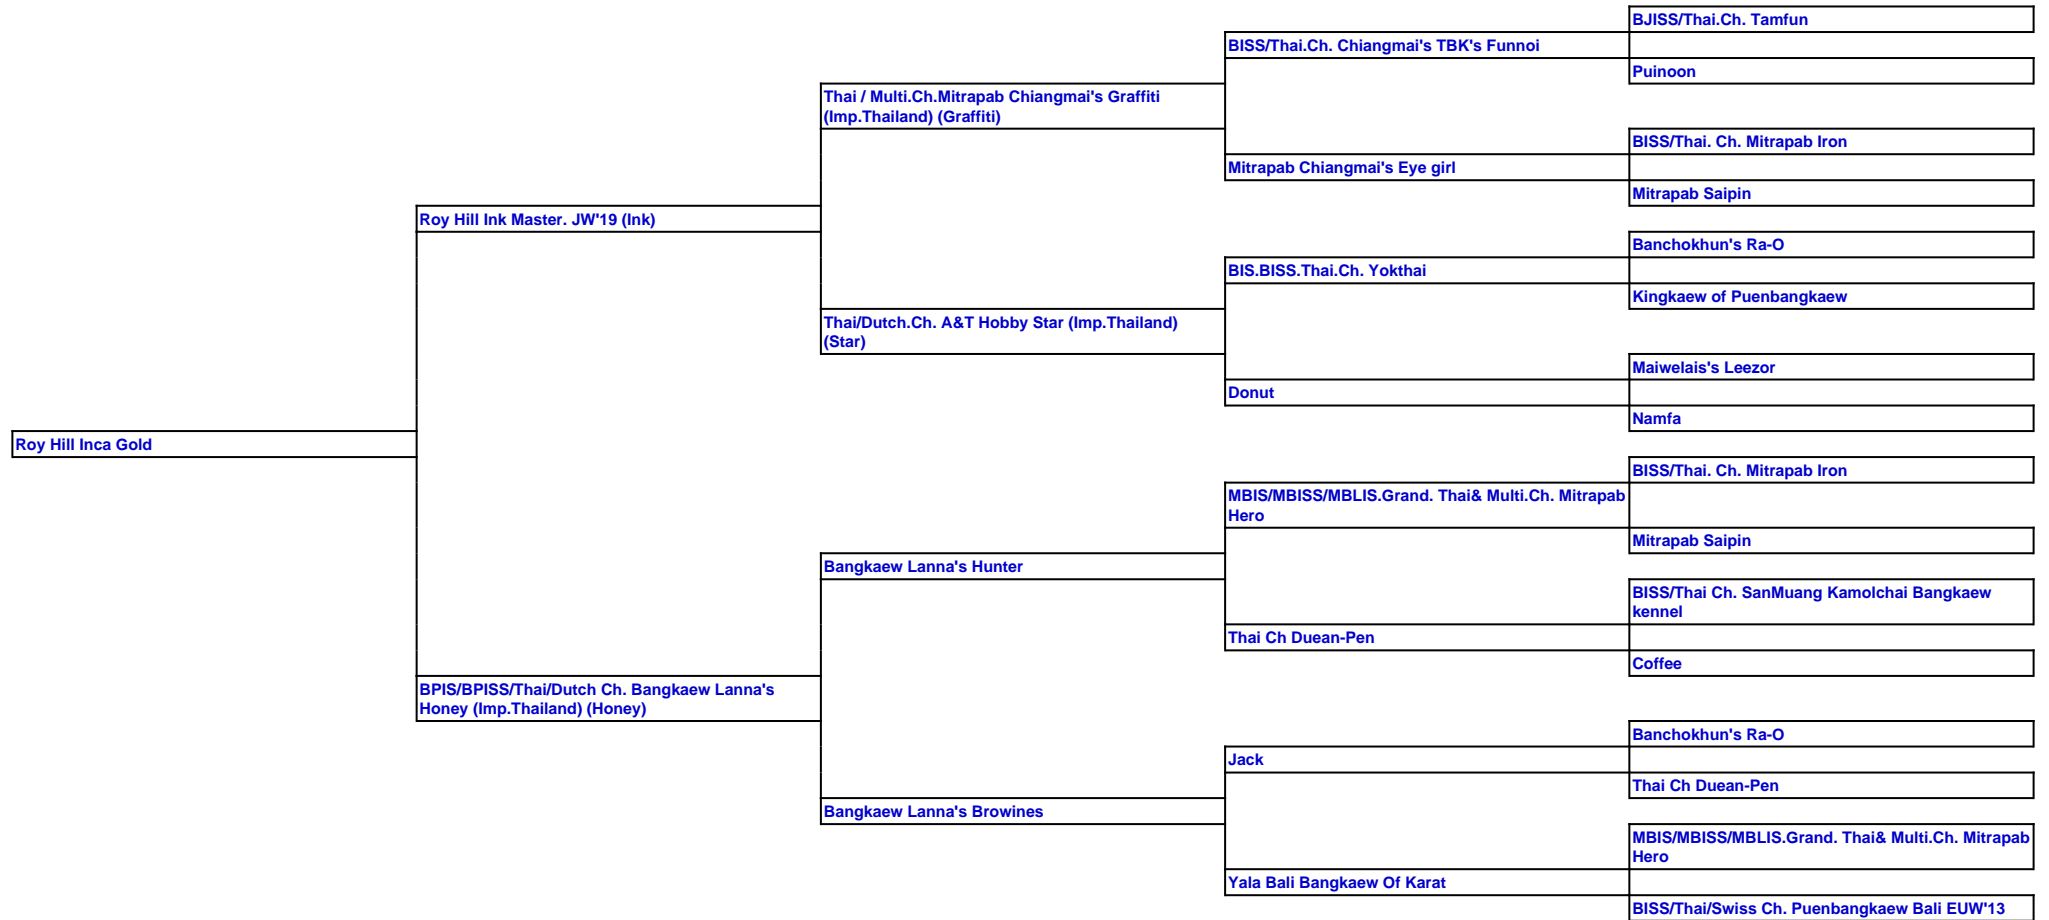 BJISS/Thai.Ch. Tamfun
BISS/Thai.Ch. Chiangmai's TBK's Funnoi
Puinoon
Thai / Multi.Ch.Mitrapab Chiangmai's Graffiti
(Imp.Thailand) (Graffiti)
BISS/Thai. Ch. Mitrapab Iron
Mitrapab Chiangmai's Eye girl
Mitrapab Saipin
Roy Hill Ink Master. JW'19 (Ink)
Banchokhun's Ra-O
BIS.BISS.Thai.Ch. Yokthai
Kingkaew of Puenbangkaew
Thai/Dutch.Ch. A&T Hobby Star (Imp.Thailand)
(Star)
Maiwelais's Leezor
Donut
Namfa
Roy Hill Inca Gold
BISS/Thai. Ch. Mitrapab Iron
MBIS/MBISS/MBLIS.Grand. Thai& Multi.Ch. Mitrapab
Hero
Mitrapab Saipin
Bangkaew Lanna's Hunter
BISS/Thai Ch. SanMuang Kamolchai Bangkaew
kennel
Thai Ch Duean-Pen
Coffee
BPIS/BPISS/Thai/Dutch Ch. Bangkaew Lanna's
Honey (Imp.Thailand) (Honey)
Banchokhun's Ra-O
Jack
Thai Ch Duean-Pen
Bangkaew Lanna's Browines
MBIS/MBISS/MBLIS.Grand. Thai& Multi.Ch. Mitrapab
Hero
Yala Bali Bangkaew Of Karat
BISS/Thai/Swiss Ch. Puenbangkaew Bali EUW'13